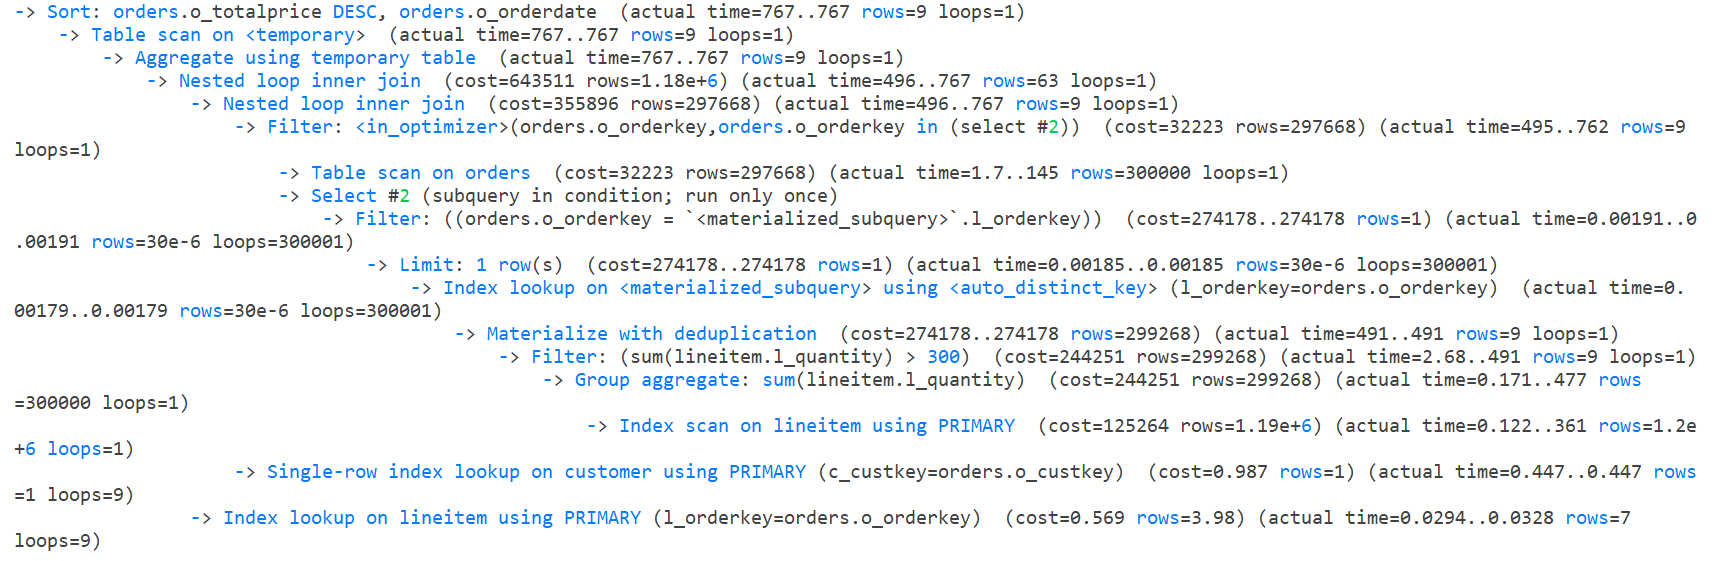 -> Sort: orders.o_totalprice DESC, orders.o_orderdate  (actual time=767..767 rows=9 loops=1)
-> Table scan on <temporary>  (actual time=767..767 rows=9 loops=1)
-> Aggregate using temporary table  (actual time=767..767 rows=9 loops=1)
-> Nested loop inner join  (cost=643511 rows=1.18e+6) (actual time=496..767 rows=63 loops=1)
-> Nested loop inner join  (cost=355896 rows=297668) (actual time=496..767 rows=9 loops=1)
-> Filter: <in_optimizer>(orders.o_orderkey,orders.o_orderkey in (select #2))  (cost=32223 rows=297668) (actual time=495..762 rows=9
loops=1)
-> Table scan on orders  (cost=32223 rows=297668) (actual time=1.7..145 rows=300000 loops=1)
-> Select #2 (subquery in condition; run only once)
-> Filter: ((orders.o_orderkey = `<materialized_subquery>`.l_orderkey))  (cost=274178..274178 rows=1) (actual time=0.00191..0
.00191 rows=30e-6 loops=300001)
-> Limit: 1 row(s)  (cost=274178..274178 rows=1) (actual time=0.00185..0.00185 rows=30e-6 loops=300001)
-> Index lookup on <materialized_subquery> using <auto_distinct_key> (l_orderkey=orders.o_orderkey)  (actual time=0.
00179..0.00179 rows=30e-6 loops=300001)
-> Materialize with deduplication  (cost=274178..274178 rows=299268) (actual time=491..491 rows=9 loops=1)
-> Filter: (sum(lineitem.l_quantity) > 300)  (cost=244251 rows=299268) (actual time=2.68..491 rows=9 loops=1)
-> Group aggregate: sum(lineitem.l_quantity)  (cost=244251 rows=299268) (actual time=0.171..477 rows
=300000 loops=1)
-> Index scan on lineitem using PRIMARY  (cost=125264 rows=1.19e+6) (actual time=0.122..361 rows=1.2e
+6 loops=1)
-> Single-row index lookup on customer using PRIMARY (c_custkey=orders.o_custkey)  (cost=0.987 rows=1) (actual time=0.447..0.447 rows
=1 loops=9)
-> Index lookup on lineitem using PRIMARY (l_orderkey=orders.o_orderkey)  (cost=0.569 rows=3.98) (actual time=0.0294..0.0328 rows=7
loops=9)